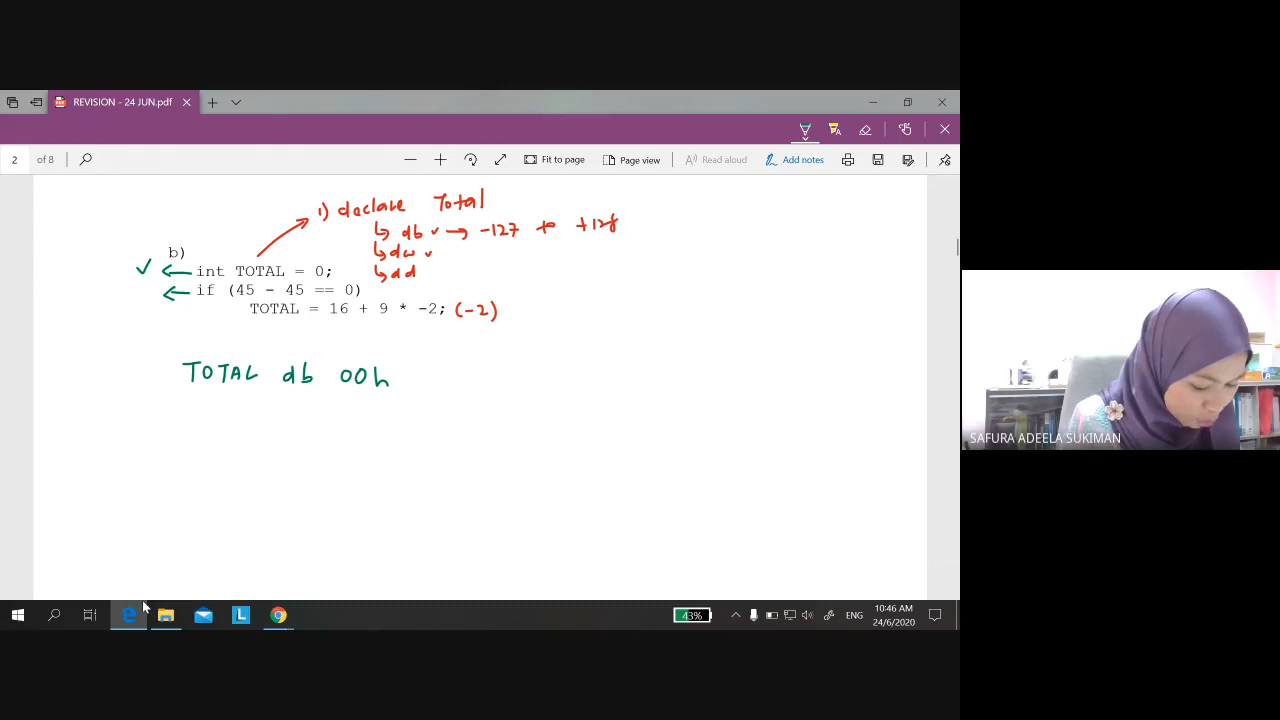 REVISION - 24 JUN.pdf
2 of 8
Fit to page
Page view
Read aloud
Add notes
1) declare Total
↳ db ✓ → -127 to +128
↳ dw ✓
↳ dd
b)
✓ ← int TOTAL = 0;
← if (45 - 45 == 0)
TOTAL = 16 + 9 * -2; (-2)
TOTAL db 00h
SAFURA ADEELA SUKIMAN
43%
ENG
10:46 AM
24/6/2020